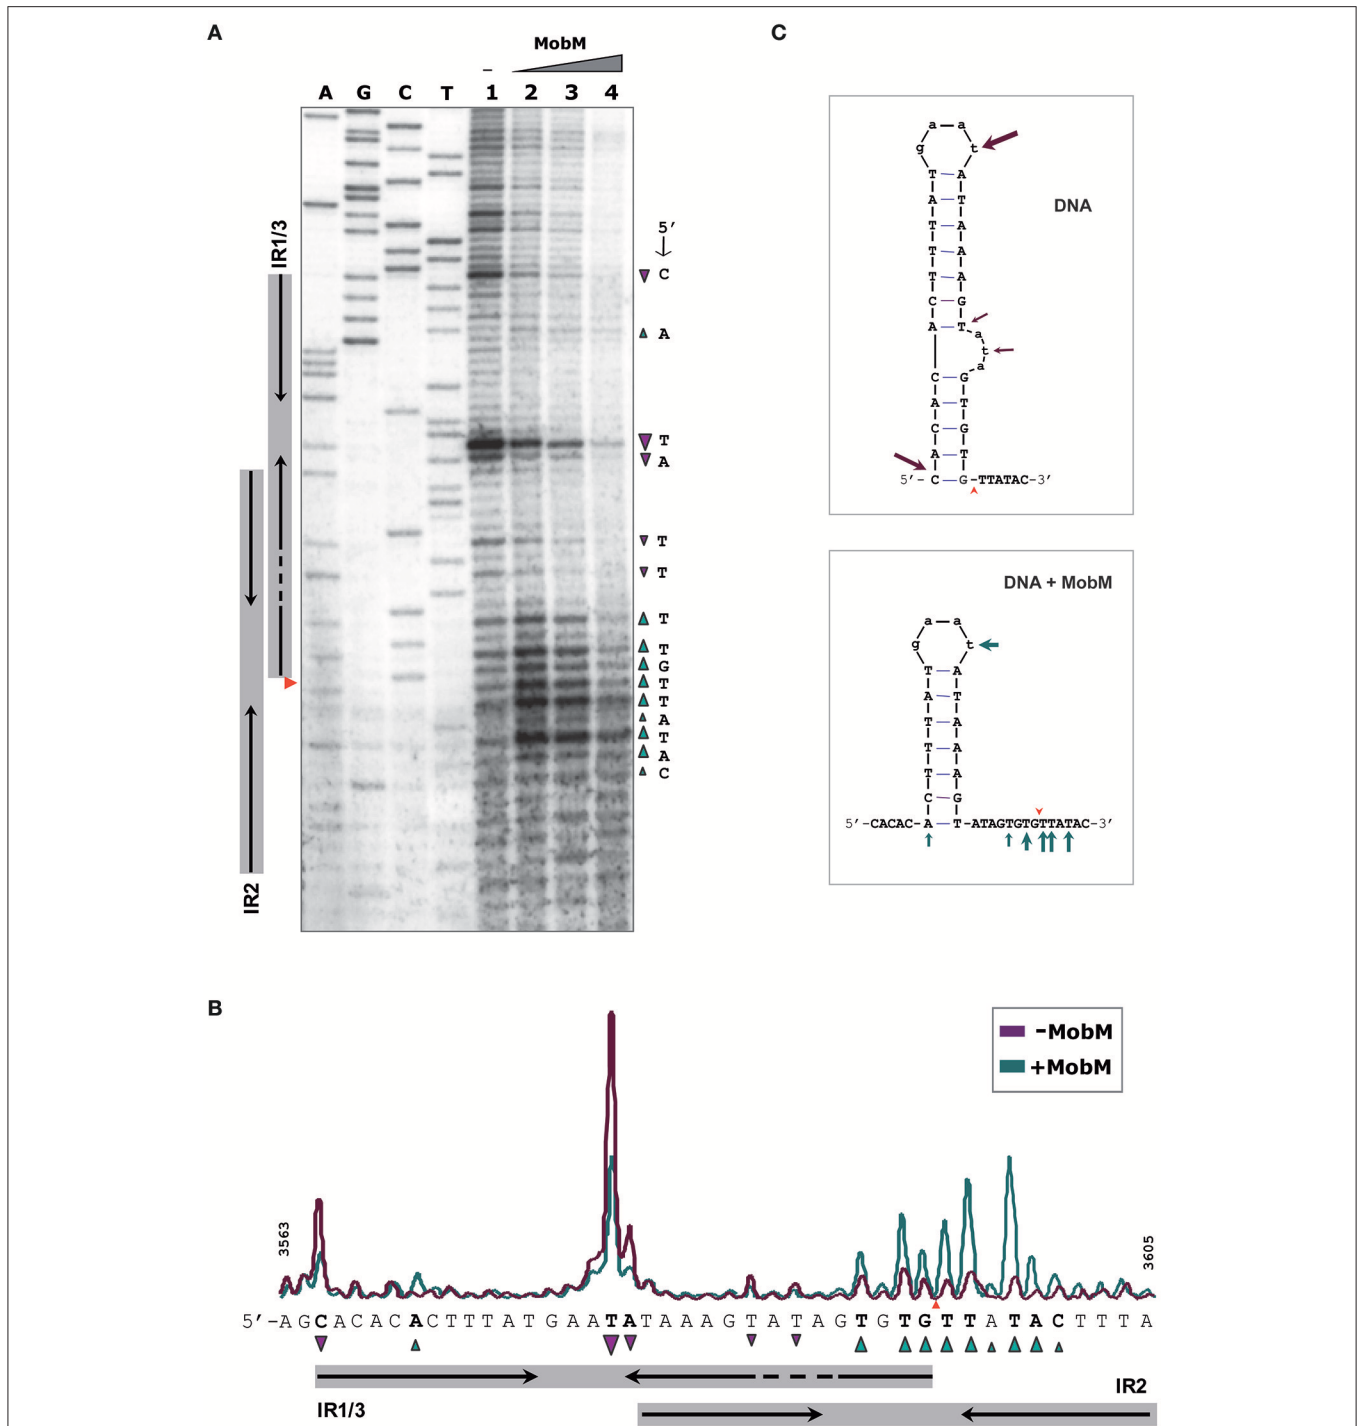 A
MobM
–
A G C T 1 2 3 4
IR1/3
IR2
5′
C
A
T
A
T
T
T
T
G
T
T
A
T
A
C
C
DNA
a a
g t
T A
A T
T A
T A
T A
C G
A T
a
t
a
C G
A T
C G
A T
5′- C G -TTATAC-3′
DNA + MobM
a a
g t
T A
A T
T A
T A
T A
C G
5′-CACAC-A T-ATAGTGTGTTATAC-3′
B
-MobM
+MobM
3563
3605
5′-AGCACACACTTTATGAATATAAAGTATAGTGTGTTATACTTTA
IR1/3
IR2